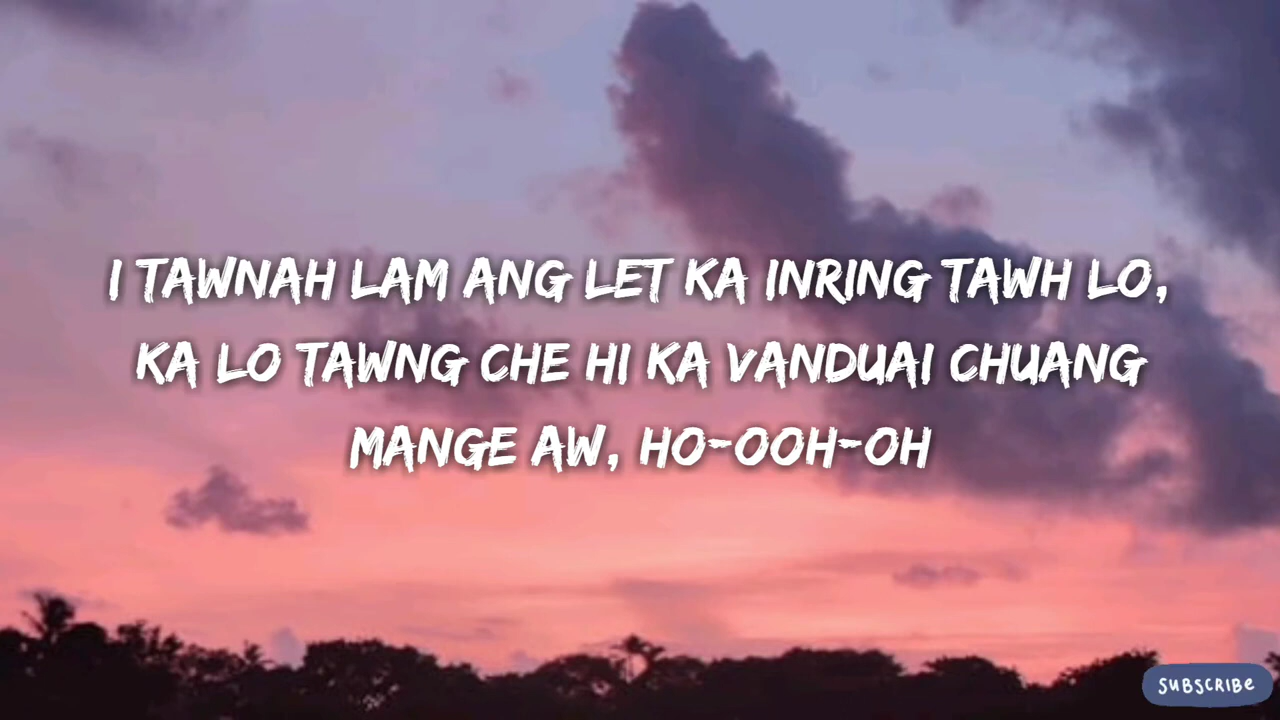 I TAWNAH LAM ANG LET KA INRING TAWH LO,
KA LO TAWNG CHE HI KA VANDUAI CHUANG
MANGE AW, HO-OOH-OH
SUBSCRIBE